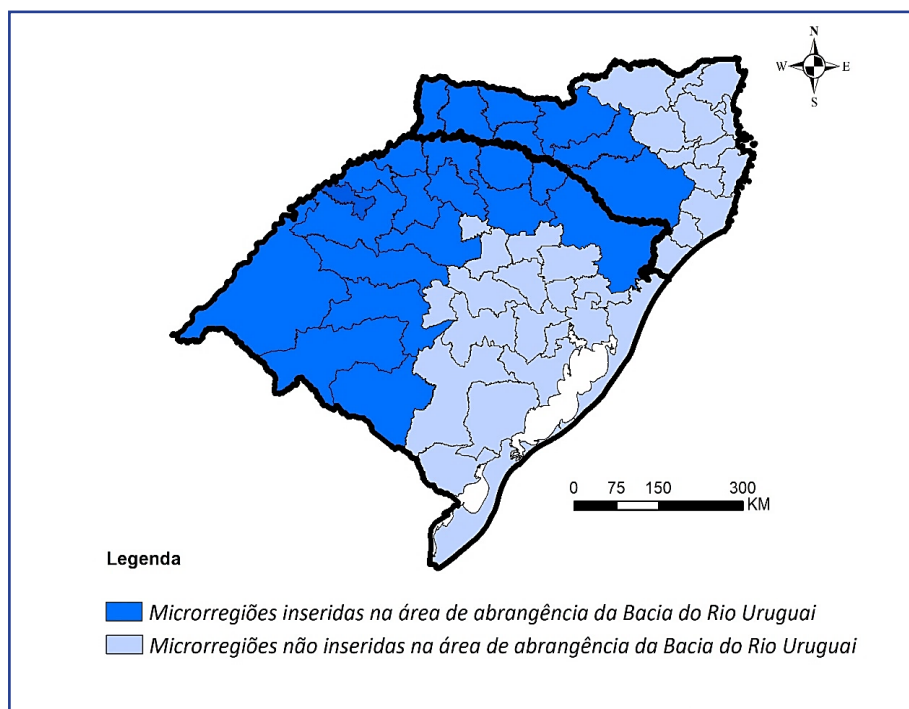 N
W E
S
0 75 150 300
KM
Legenda
Microrregiões inseridas na área de abrangência da Bacia do Rio Uruguai
Microrregiões não inseridas na área de abrangência da Bacia do Rio Uruguai